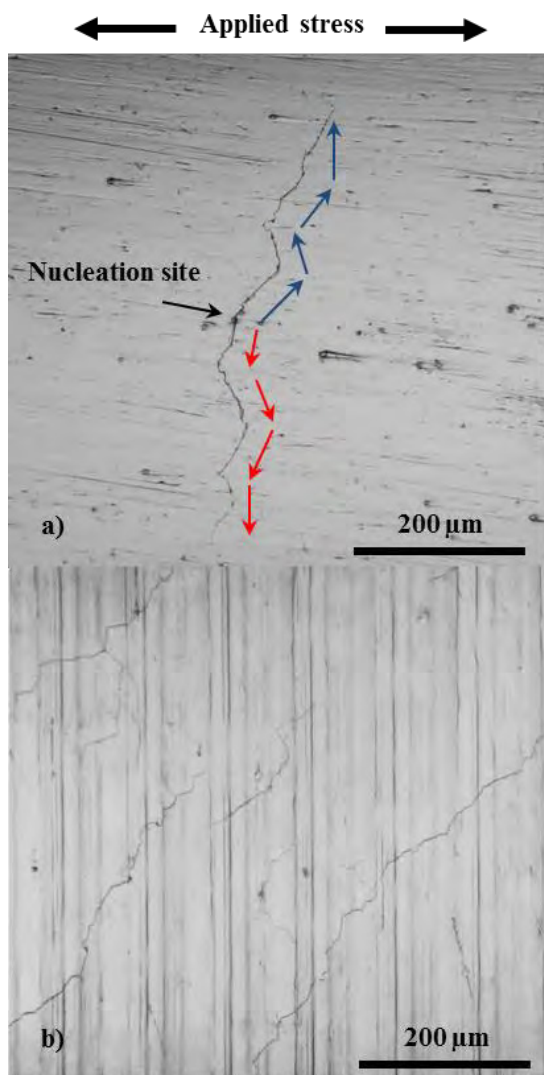 Applied stress
Nucleation site
a)
200 µm
b)
200 µm